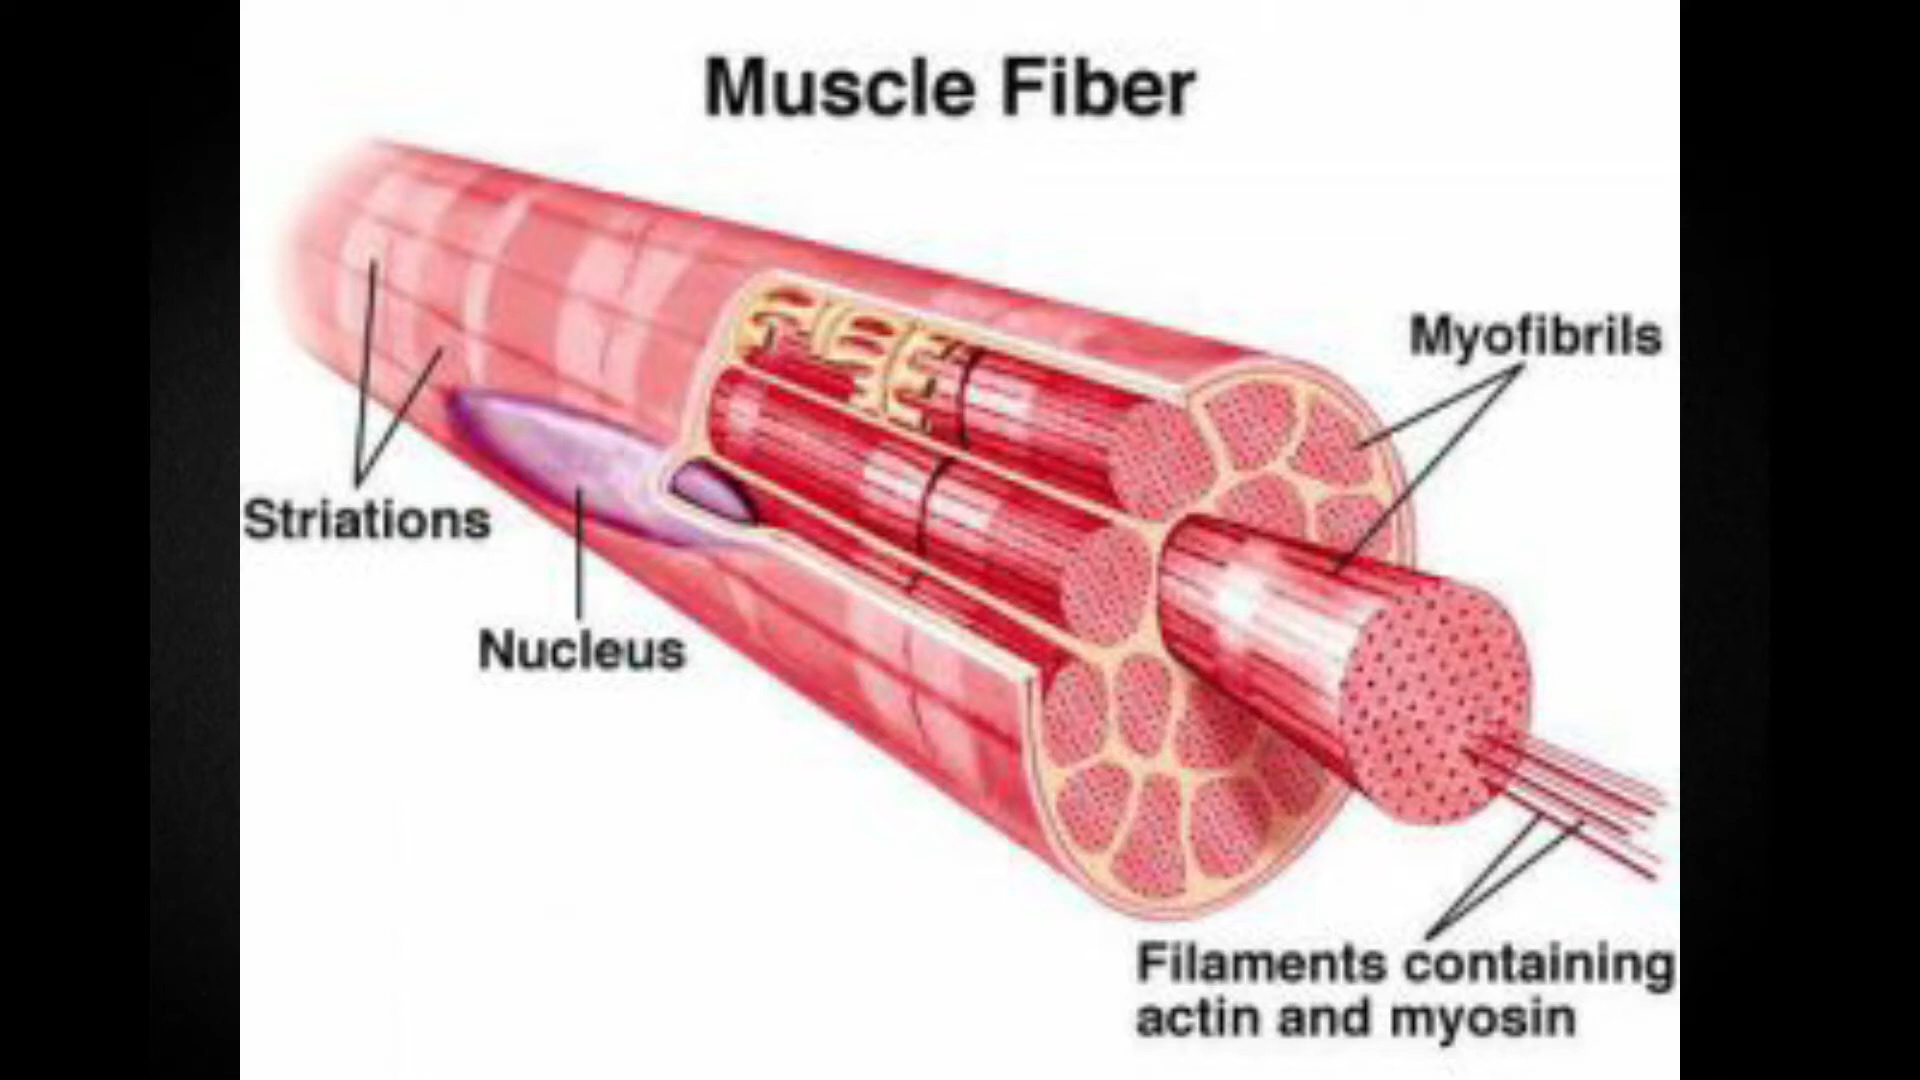 Muscle Fiber
Myofibrils
Striations
Nucleus
Filaments containing
actin and myosin